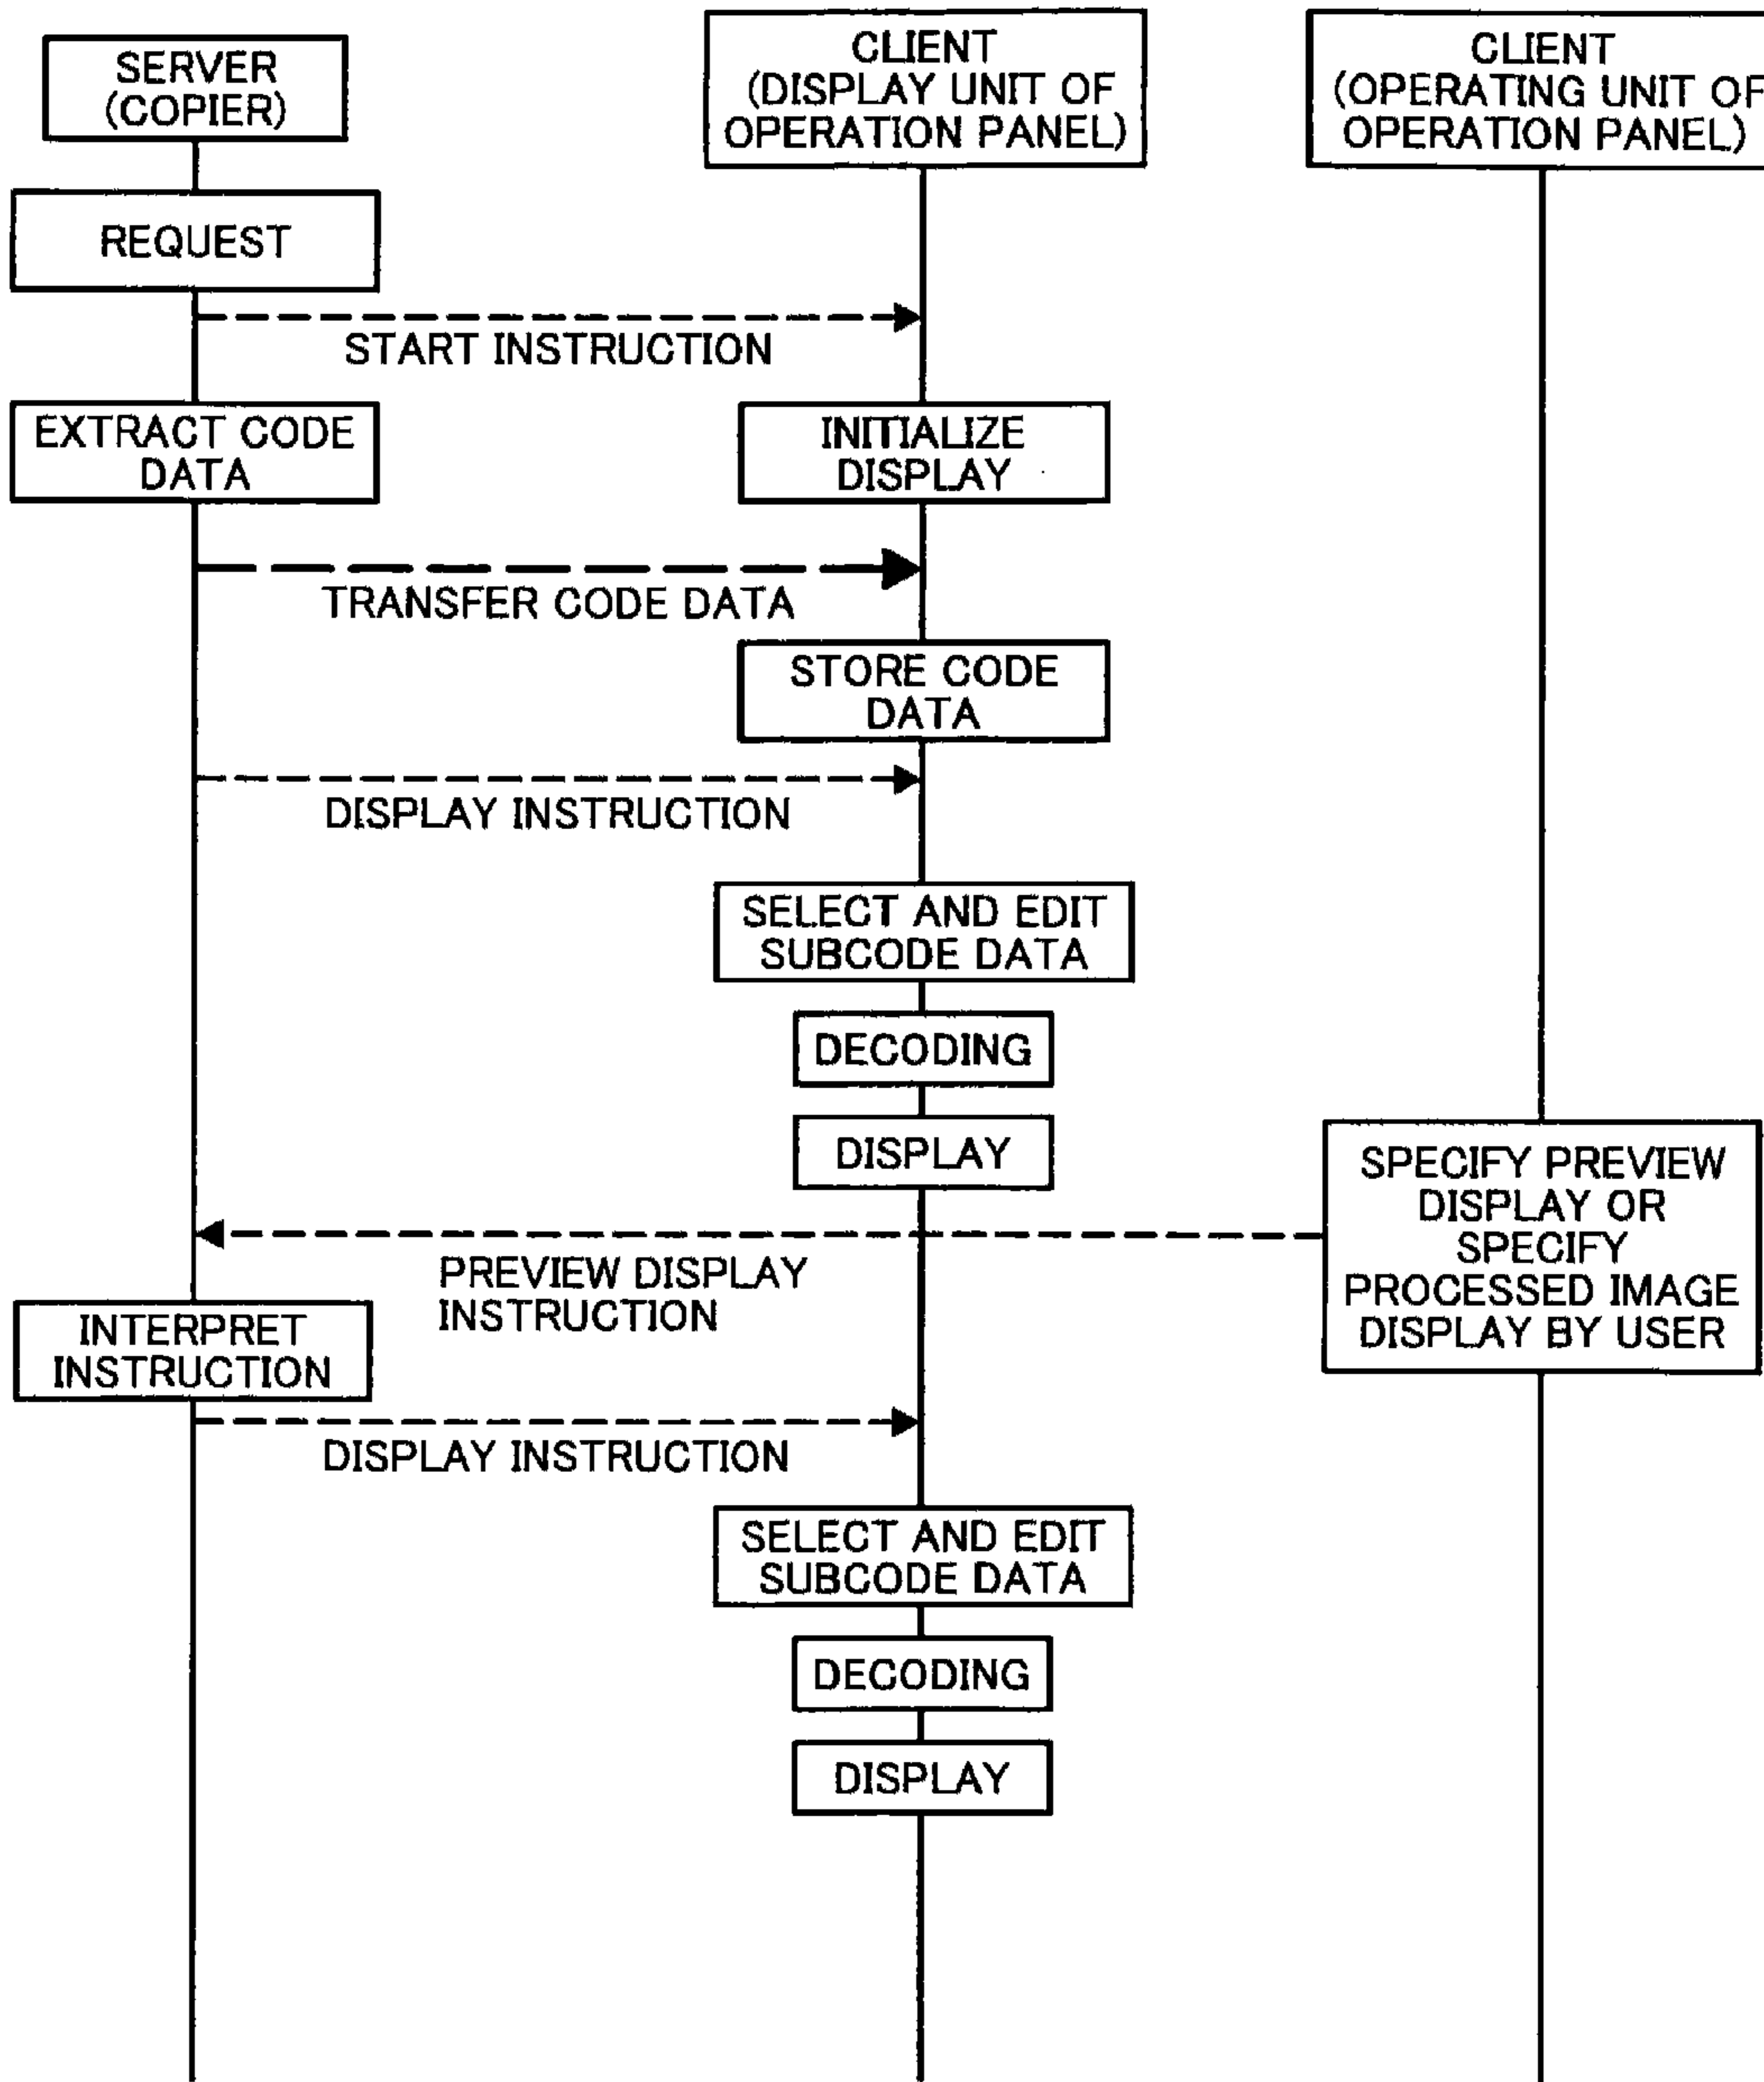 SERVER
(COPIER)
CLIENT
(DISPLAY UNIT OF
OPERATION PANEL)
CLIENT
(OPERATING UNIT OF
OPERATION PANEL)
REQUEST
START INSTRUCTION
EXTRACT CODE
DATA
INITIALIZE
DISPLAY
TRANSFER CODE DATA
STORE CODE
DATA
DISPLAY INSTRUCTION
SELECT AND EDIT
SUBCODE DATA
DECODING
DISPLAY
SPECIFY PREVIEW
DISPLAY OR
SPECIFY
PROCESSED IMAGE
DISPLAY BY USER
PREVIEW DISPLAY
INSTRUCTION
INTERPRET
INSTRUCTION
DISPLAY INSTRUCTION
SELECT AND EDIT
SUBCODE DATA
DECODING
DISPLAY